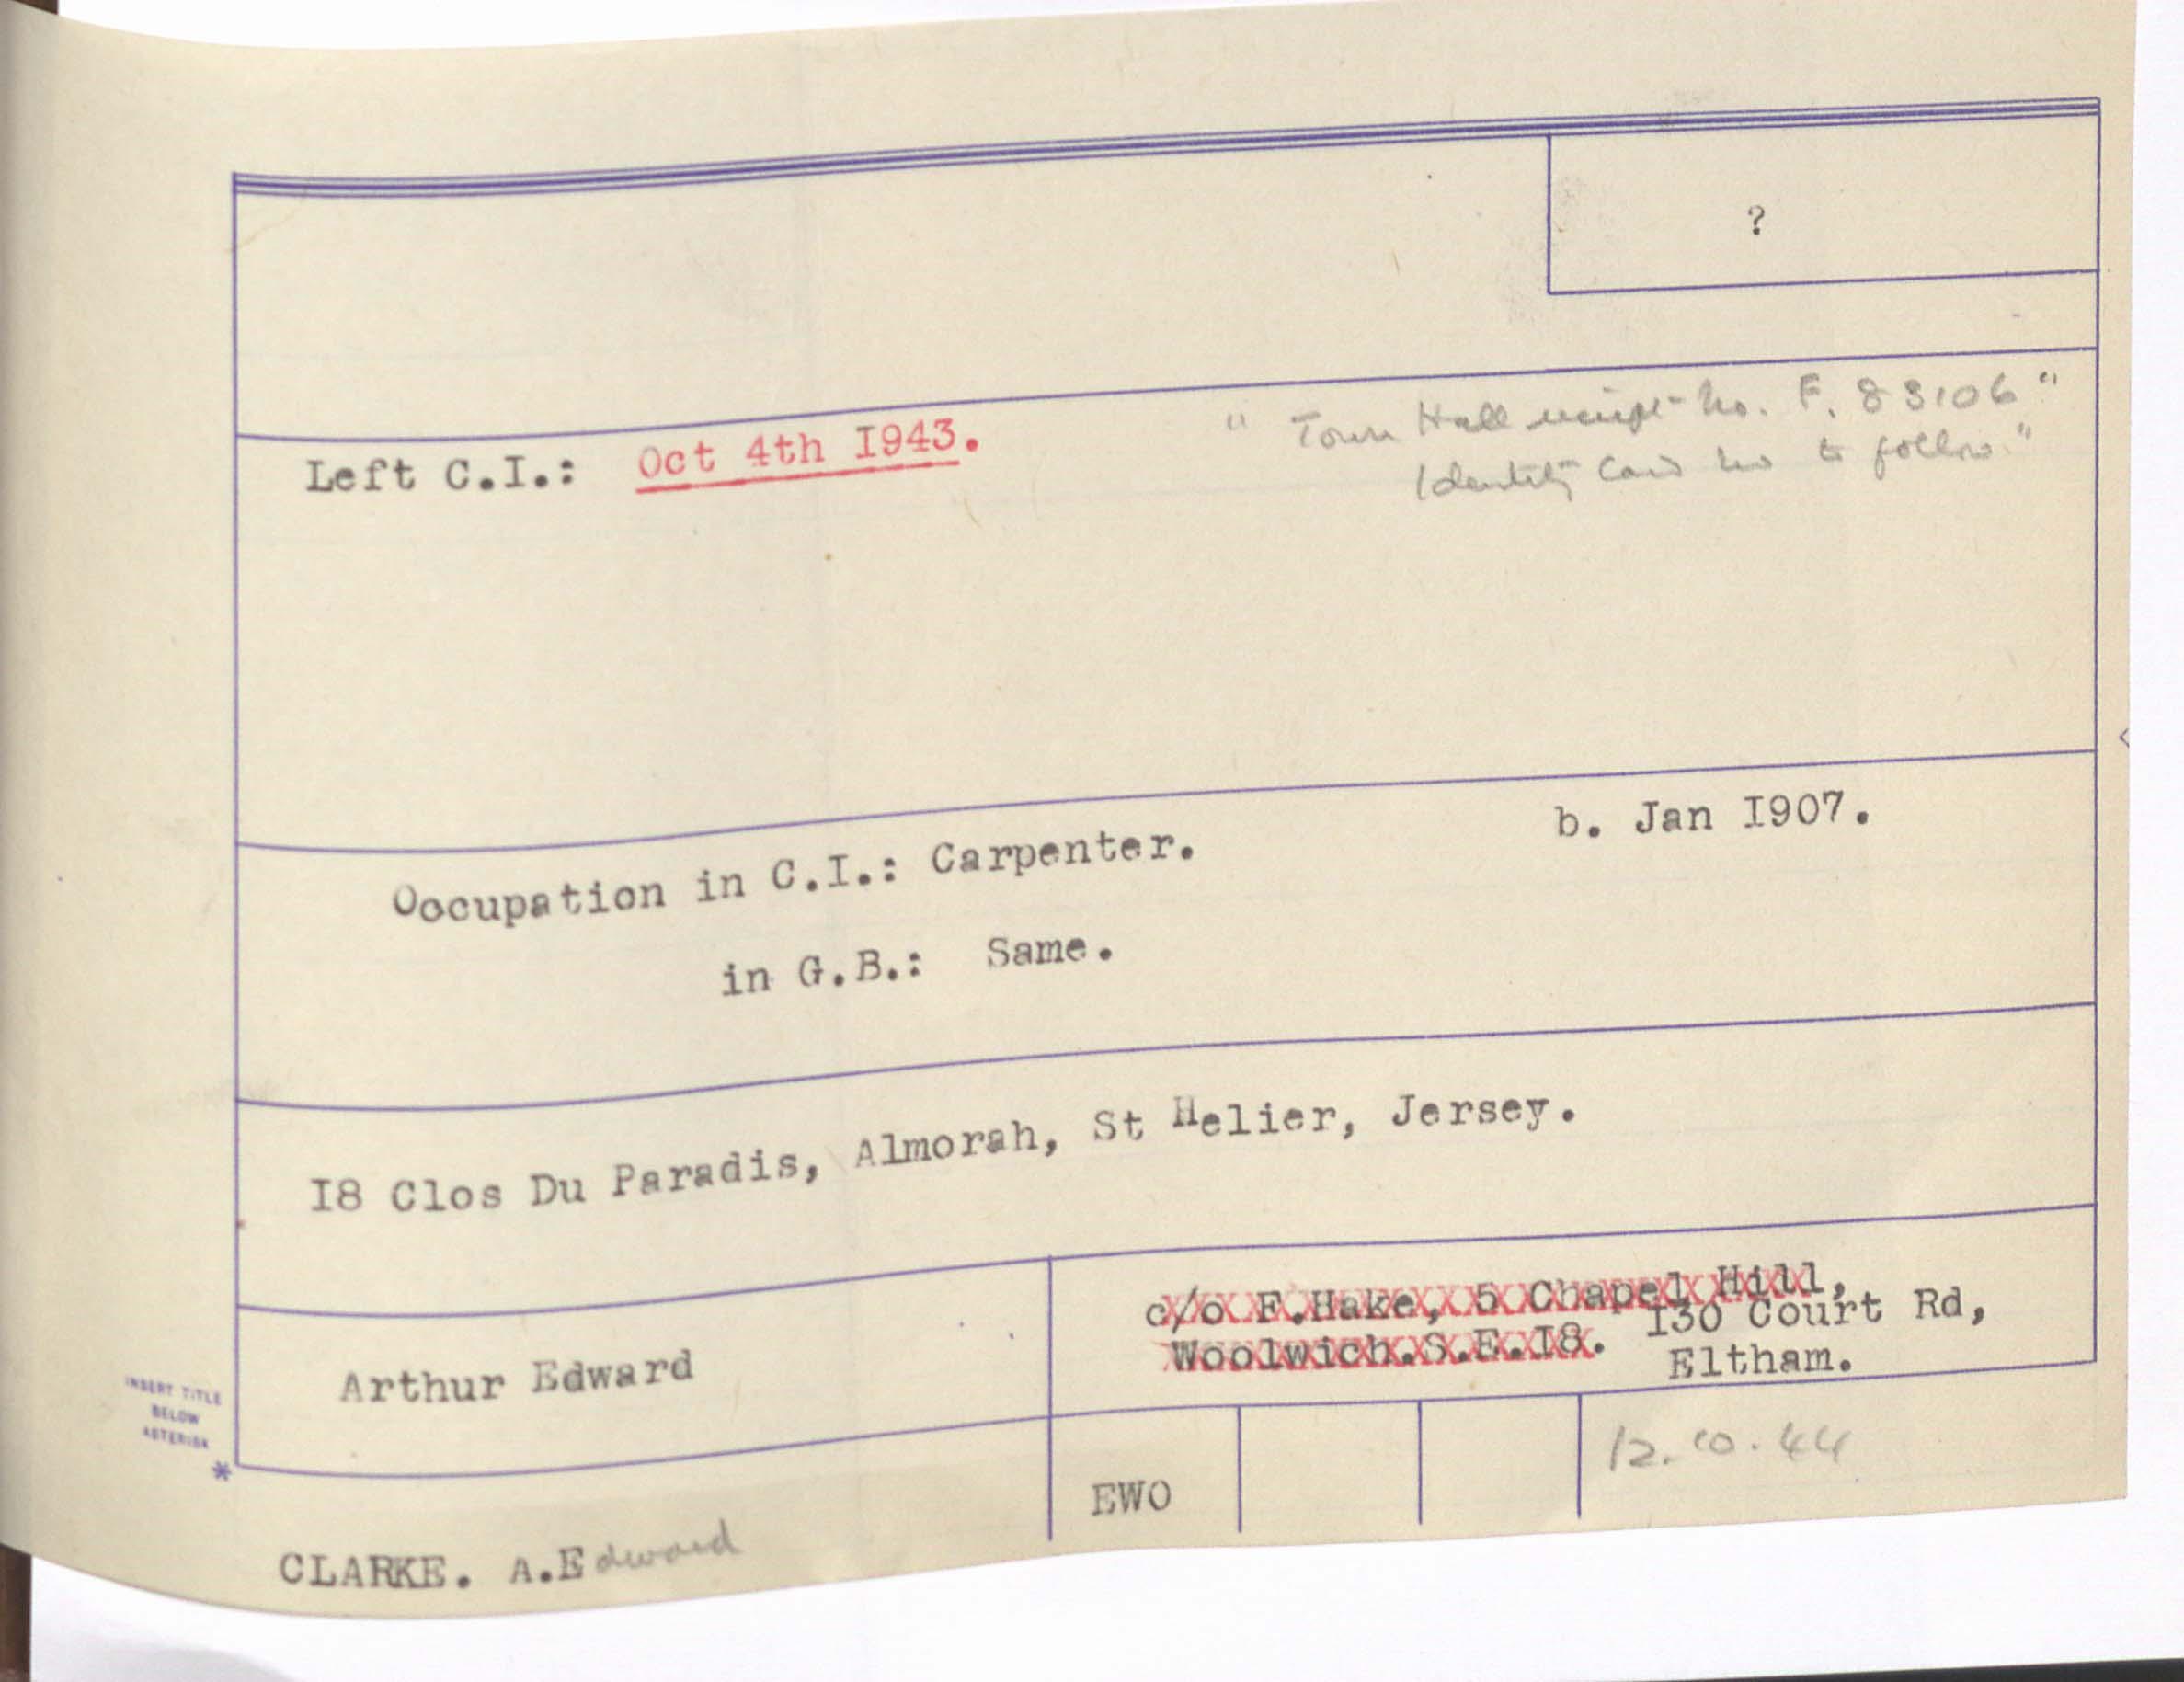 ?
" Town Hall receipt No. F. 83106 "
Identity Card No to follow."
Left C.I.: Oct 4th I943.
b. Jan I907.
Occupation in C.I.: Carpenter.
in G.B.: Same.
I8 Clos Du Paradis, Almorah, St Helier, Jersey.
c/o F.Hake, 5 Chapel Hill,
Woolwich.S.E.I8.
I30 Court Rd,
Eltham.
Arthur Edward
INSERT TITLE
BELOW
ASTERISK
*
12.10.44
EWO
CLARKE. A.Edward